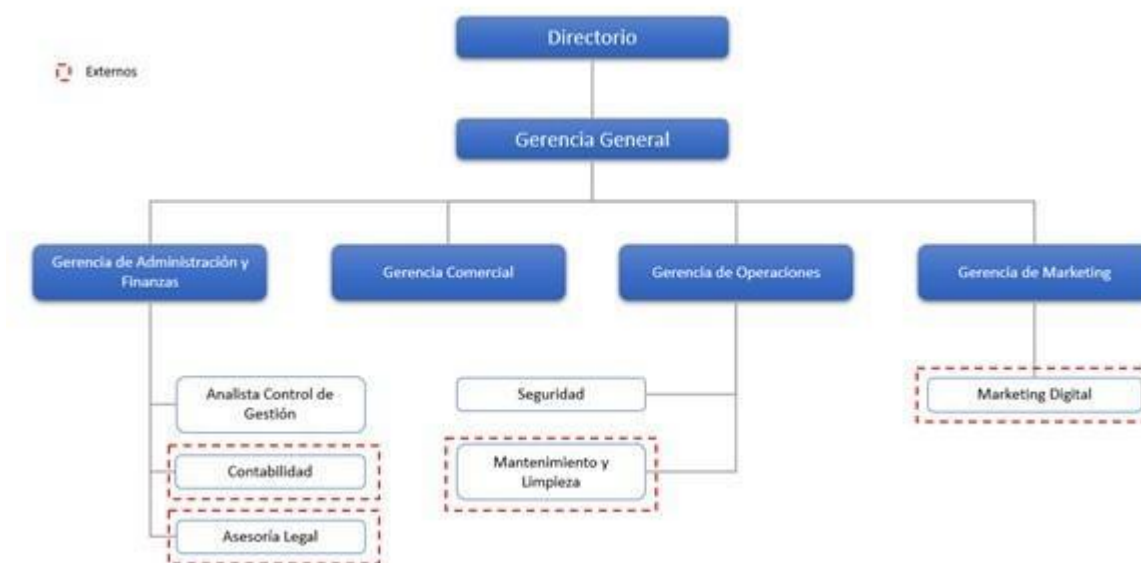 Directorio
Externos
Gerencia General
Gerencia de Administración y
Finanzas
Gerencia Comercial
Gerencia de Operaciones
Gerencia de Marketing
Analista Control de
Gestión
Contabilidad
Asesoría Legal
Seguridad
Mantenimiento y
Limpieza
Marketing Digital